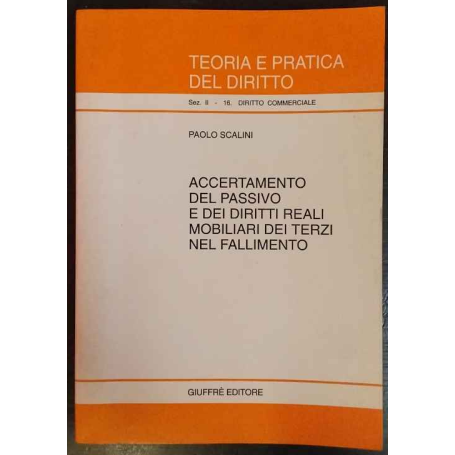 TEORIA E PRATICA
DEL DIRITTO
Sez. II - 16. DIRITTO COMMERCIALE
PAOLO SCALINI
ACCERTAMENTO
DEL PASSIVO
E DEI DIRITTI REALI
MOBILIARI DEI TERZI
NEL FALLIMENTO
GIUFFRÈ EDITORE